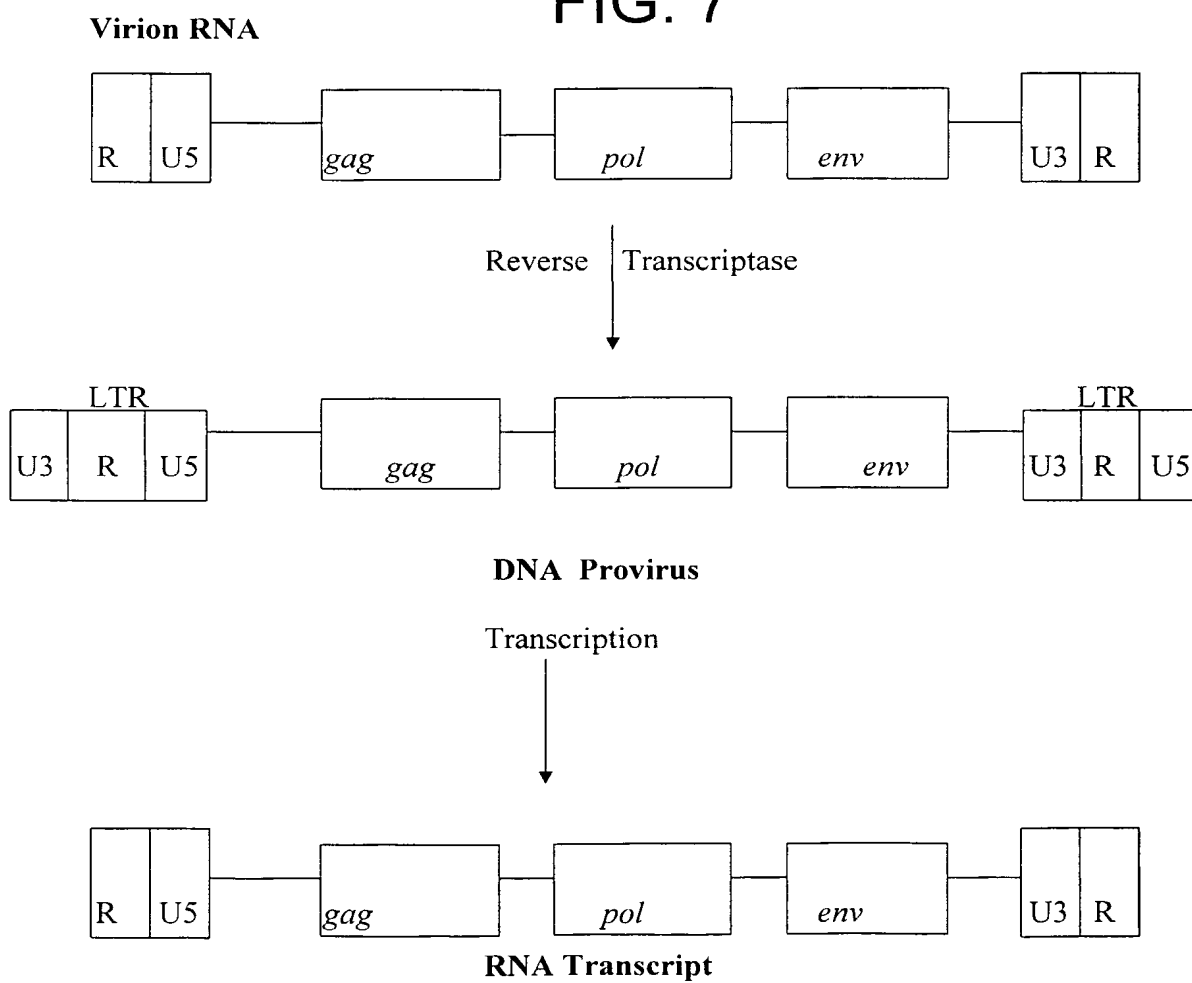 FIG. 7
Virion RNA
R U5 gag pol env U3 R
Reverse Transcriptase
LTR LTR
U3 R U5 gag pol env U3 R U5
DNA Provirus
Transcription
R U5 gag pol env U3 R
RNA Transcript